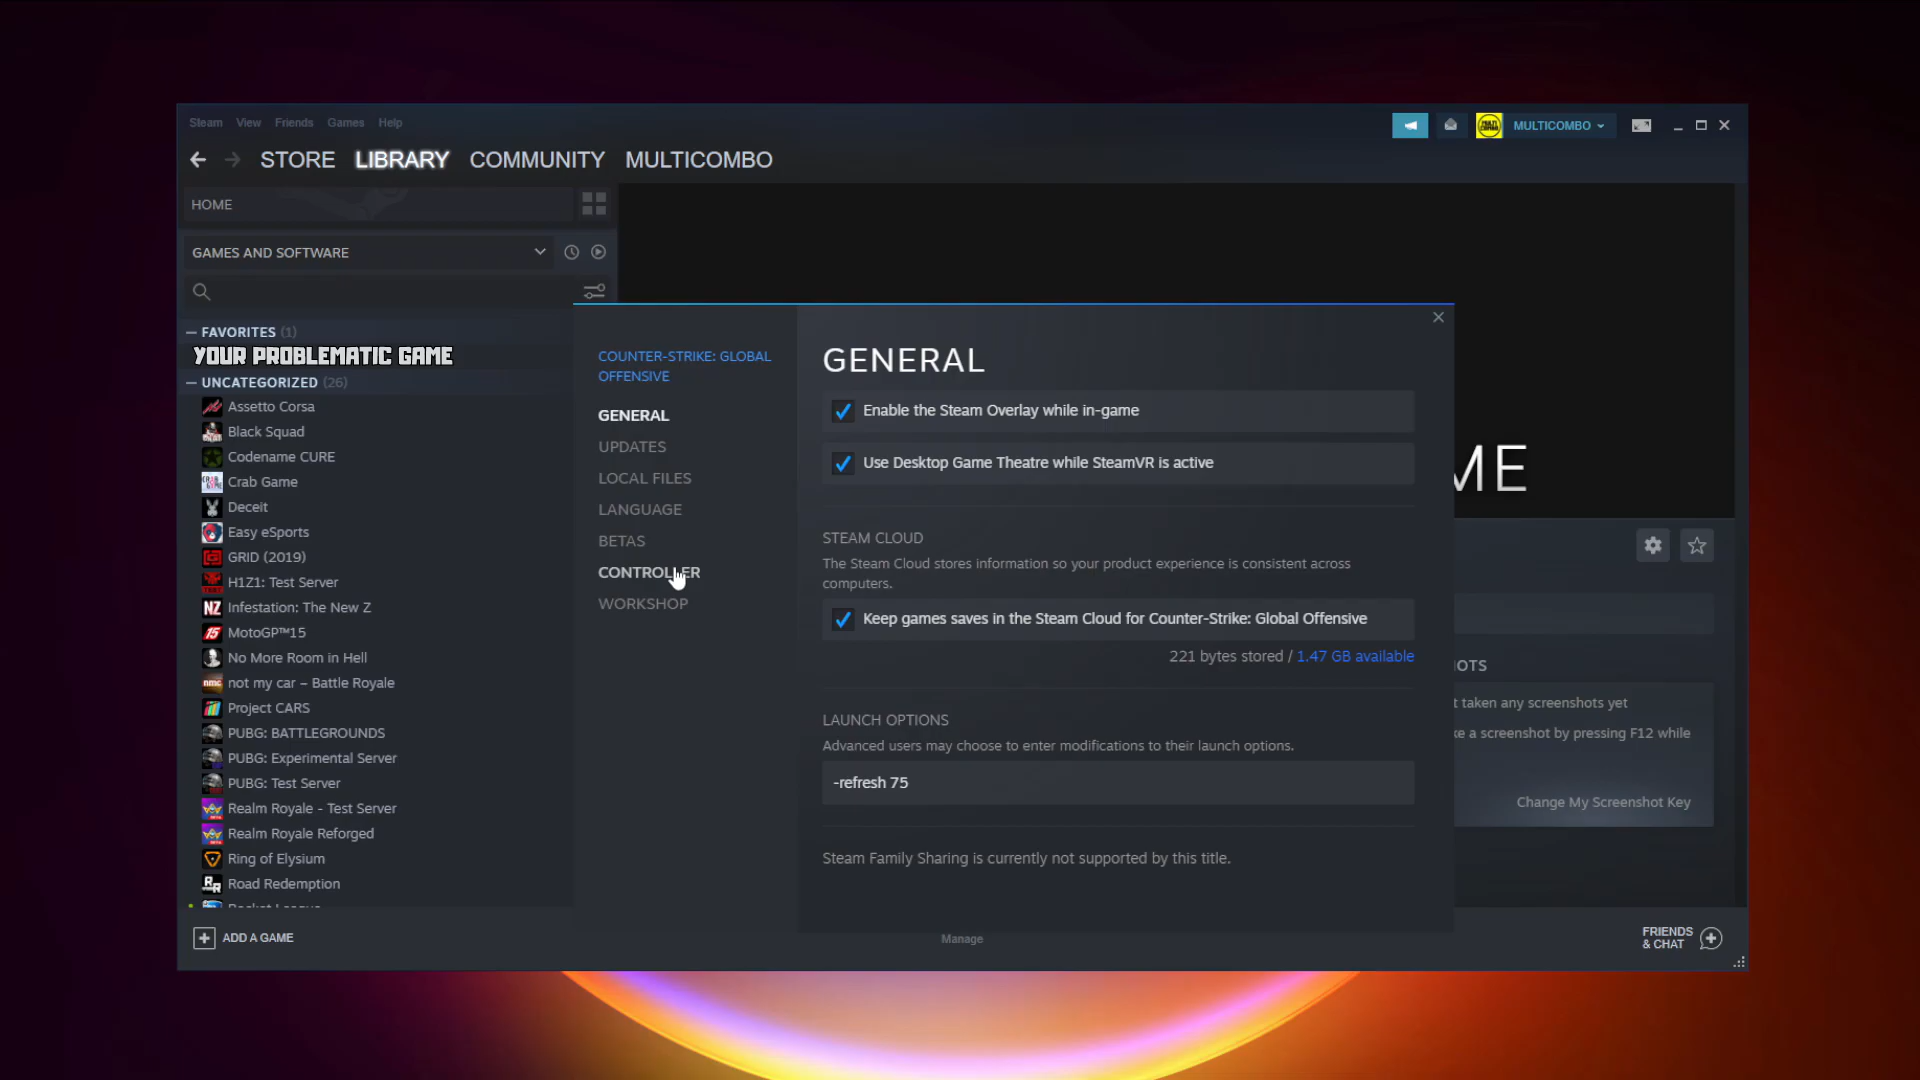 Steam View Friends Games Help
MULTICOMBO
STORE LIBRARY COMMUNITY MULTICOMBO
HOME
GAMES AND SOFTWARE
FAVORITES (1)
YOUR PROBLEMATIC GAME
UNCATEGORIZED (26)
Assetto Corsa
Black Squad
Codename CURE
Crab Game
Deceit
Easy eSports
GRID (2019)
H1Z1: Test Server
Infestation: The New Z
MotoGP™15
No More Room in Hell
not my car – Battle Royale
Project CARS
PUBG: BATTLEGROUNDS
PUBG: Experimental Server
PUBG: Test Server
Realm Royale - Test Server
Realm Royale Reforged
Ring of Elysium
Road Redemption
Rocket League
ADD A GAME
COUNTER-STRIKE: GLOBAL
OFFENSIVE
GENERAL
UPDATES
LOCAL FILES
LANGUAGE
BETAS
CONTROLLER
WORKSHOP
GENERAL
Enable the Steam Overlay while in-game
Use Desktop Game Theatre while SteamVR is active
STEAM CLOUD
The Steam Cloud stores information so your product experience is consistent across
computers.
Keep games saves in the Steam Cloud for Counter-Strike: Global Offensive
221 bytes stored / 1.47 GB available
LAUNCH OPTIONS
Advanced users may choose to enter modifications to their launch options.
-refresh 75
Steam Family Sharing is currently not supported by this title.
Manage
ME
OTS
t taken any screenshots yet
ke a screenshot by pressing F12 while
Change My Screenshot Key
FRIENDS
& CHAT